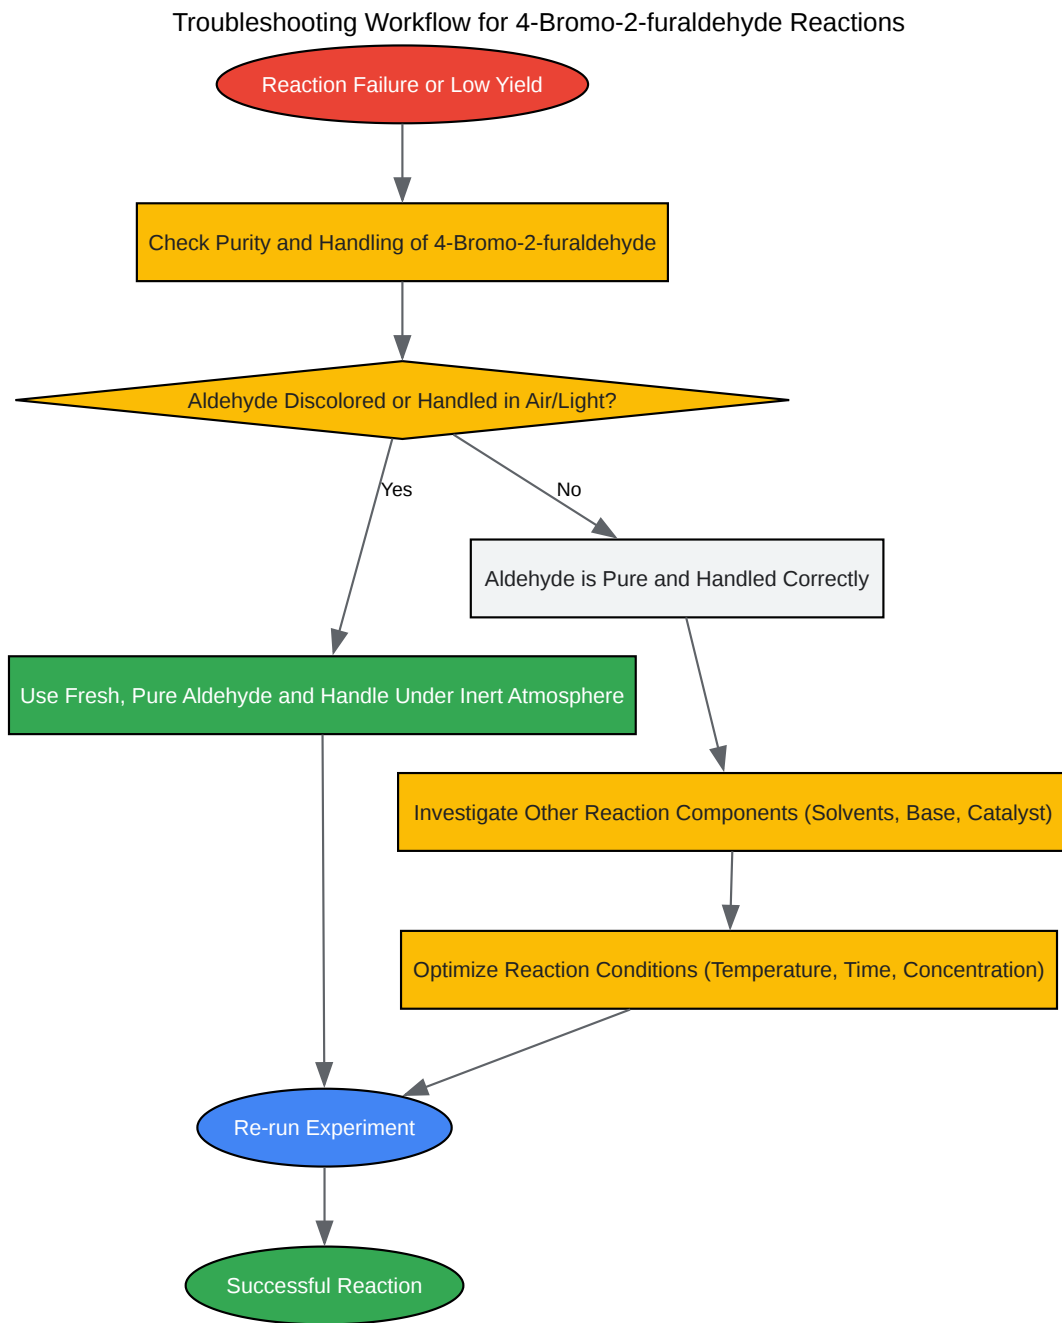 Troubleshooting Workflow for 4-Bromo-2-furaldehyde Reactions
Reaction Failure or Low Yield
Check Purity and Handling of 4-Bromo-2-furaldehyde
Aldehyde Discolored or Handled in Air/Light?
Yes
No
Aldehyde is Pure and Handled Correctly
Use Fresh, Pure Aldehyde and Handle Under Inert Atmosphere
Investigate Other Reaction Components (Solvents, Base, Catalyst)
Optimize Reaction Conditions (Temperature, Time, Concentration)
Re-run Experiment
Successful Reaction